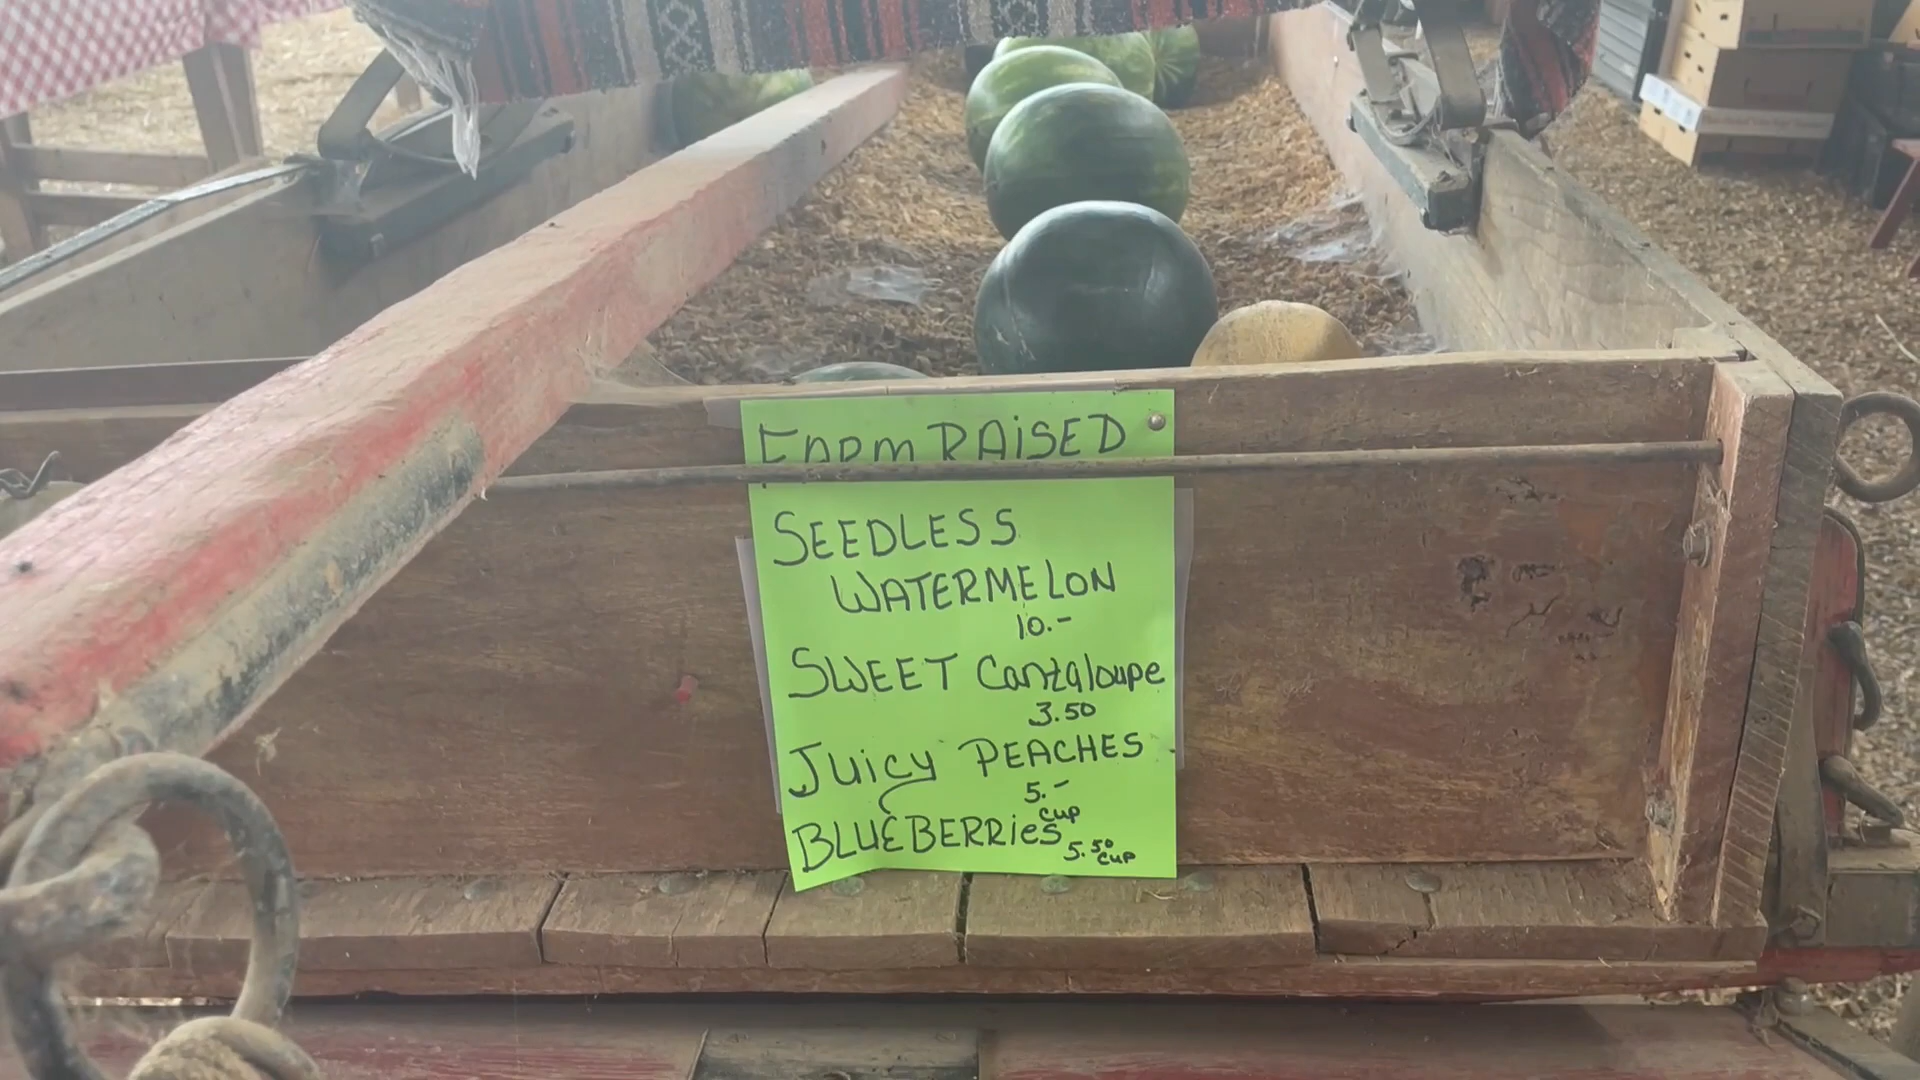 FARM RAISED
SEEDLESS
WATERMELON
10.-
SWEET Cantaloupe
3.50
Juicy PEACHES
5.-
cup
BLUEBERRies 5.50 cup